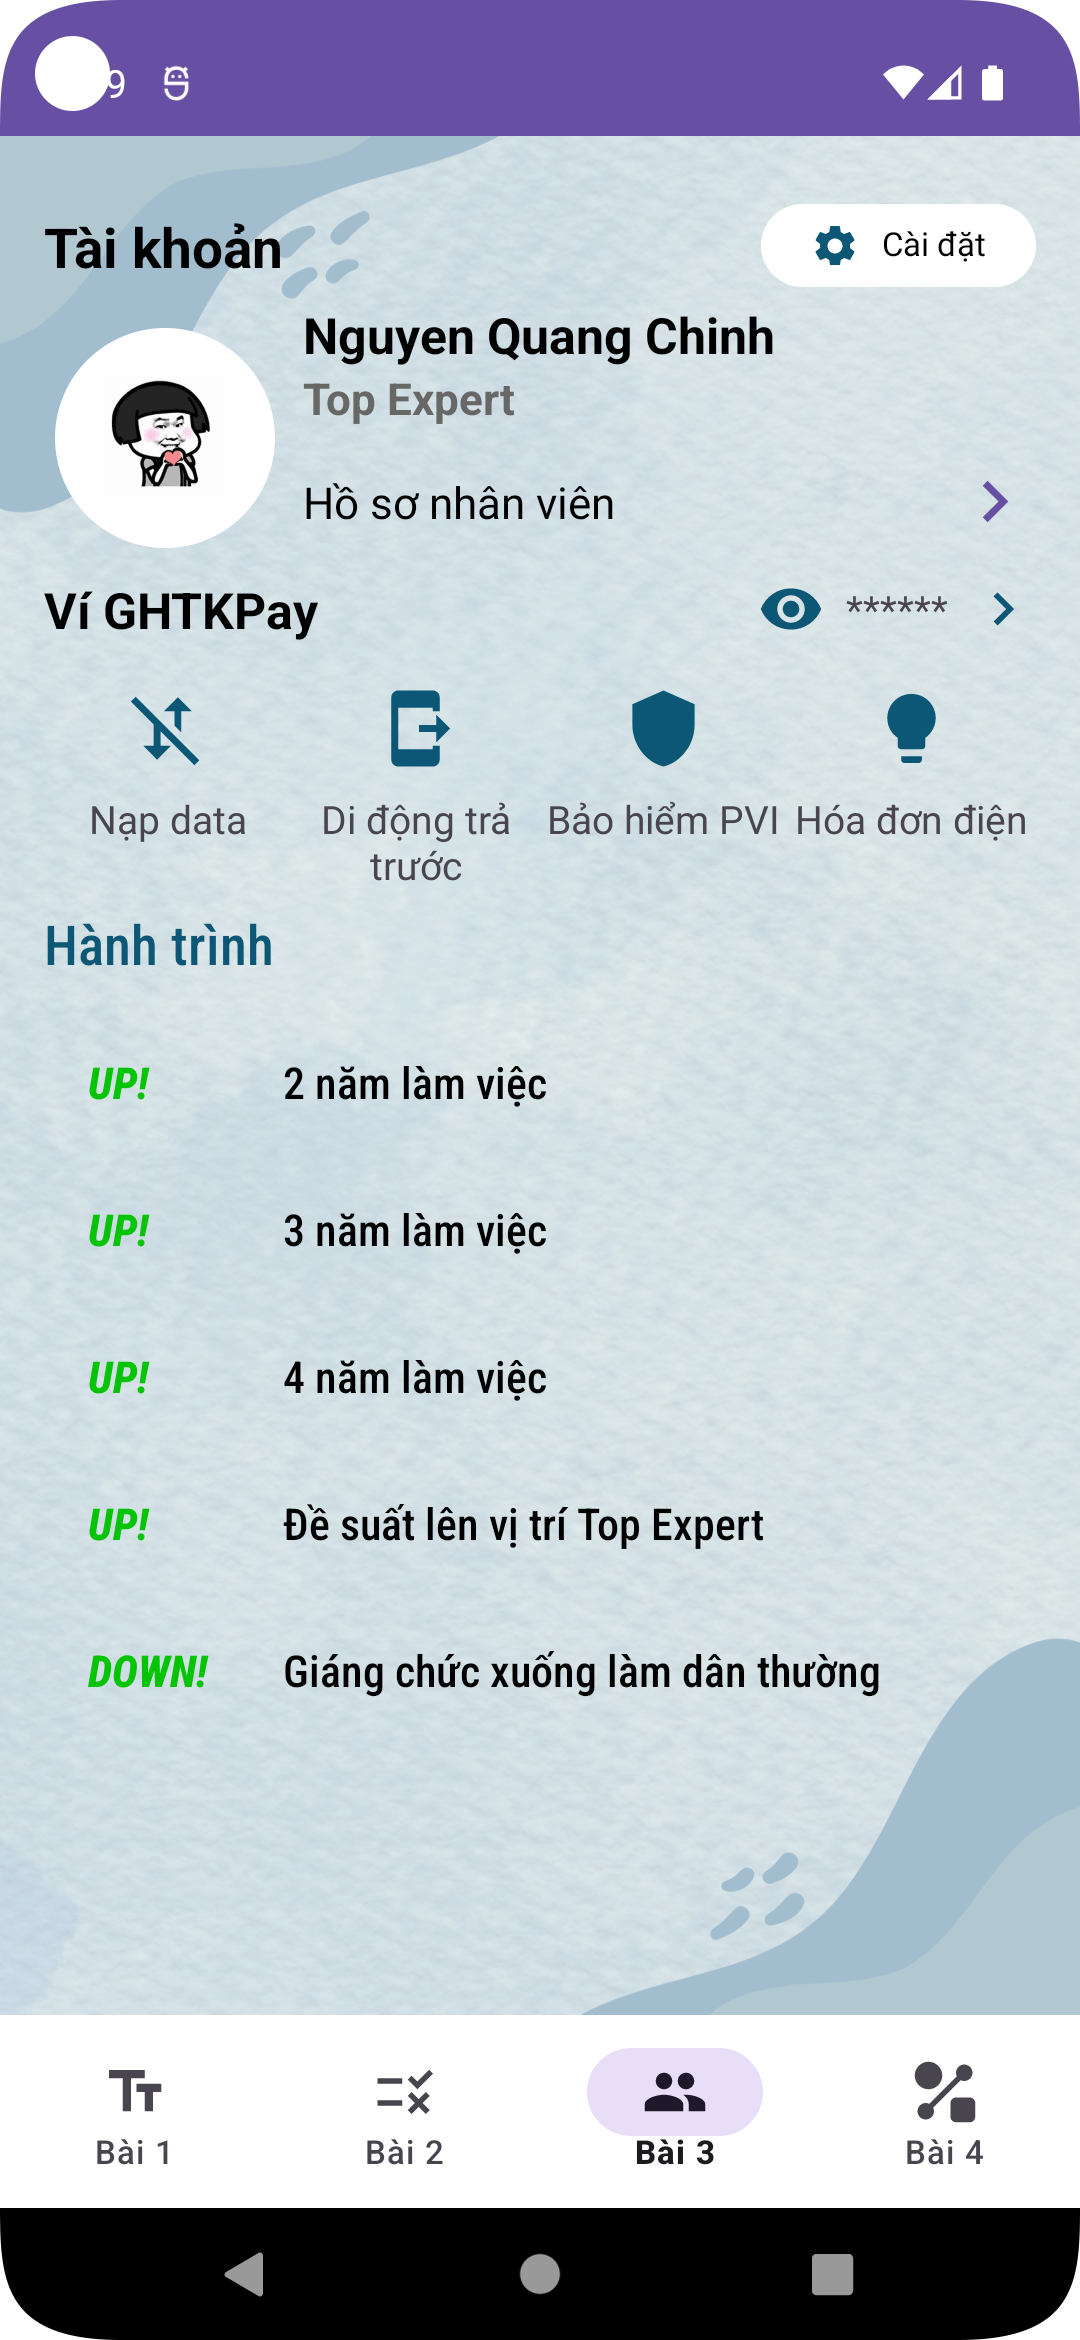 9
Tài khoản
Cài đặt
Nguyen Quang Chinh
Top Expert
Hồ sơ nhân viên
Ví GHTKPay
******
Nạp data
Di động trả
trước
Bảo hiểm PVI
Hóa đơn điện
Hành trình
UP!
2 năm làm việc
UP!
3 năm làm việc
UP!
4 năm làm việc
UP!
Đề suất lên vị trí Top Expert
DOWN!
Giáng chức xuống làm dân thường
Bài 1
Bài 2
Bài 3
Bài 4